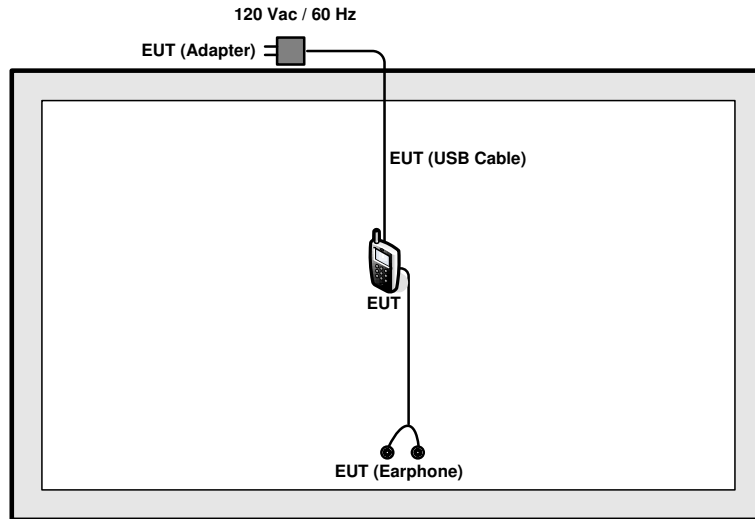 120 Vac / 60 Hz
EUT (Adapter)
EUT (USB Cable)
EUT
EUT (Earphone)